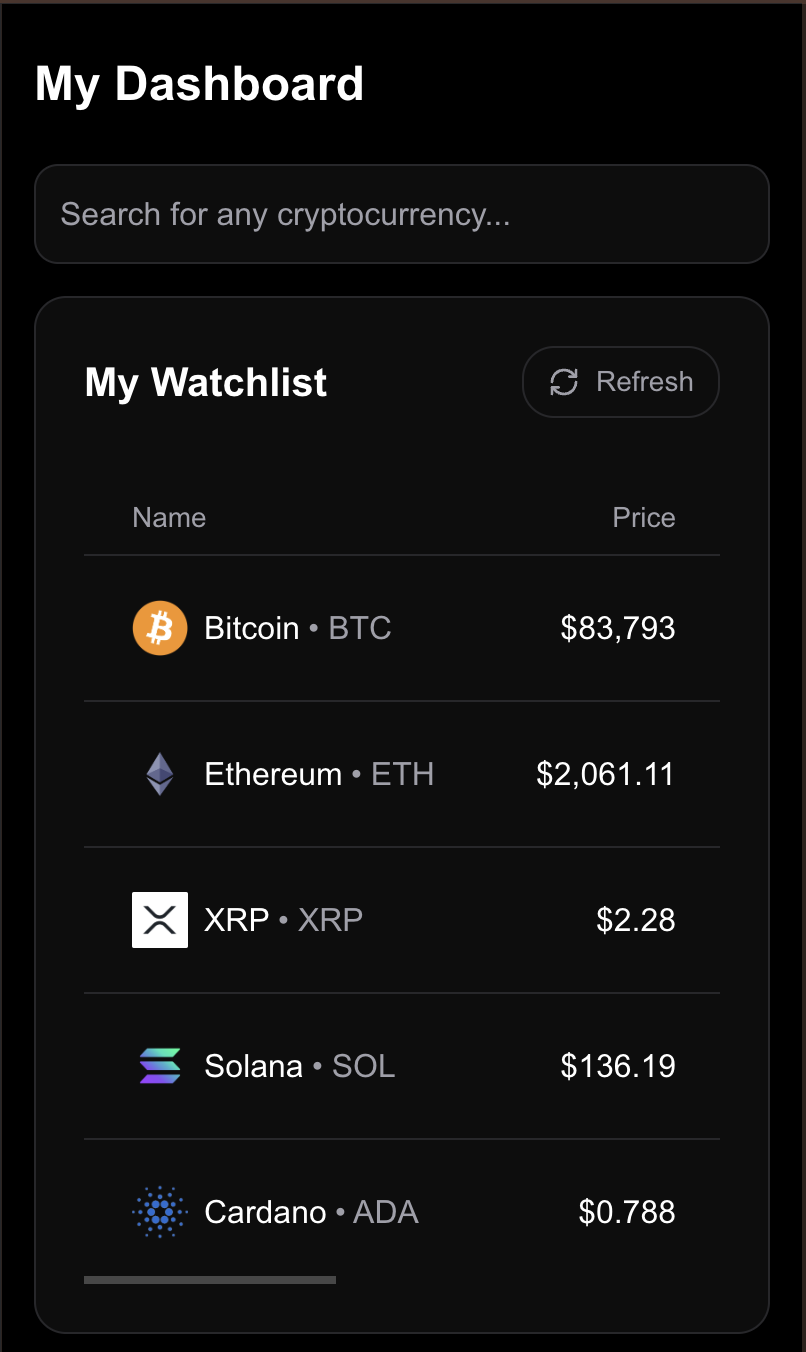 My Dashboard
Search for any cryptocurrency...
My Watchlist
Refresh
Name Price
Bitcoin • BTC $83,793
Ethereum • ETH $2,061.11
XRP • XRP $2.28
Solana • SOL $136.19
Cardano • ADA $0.788